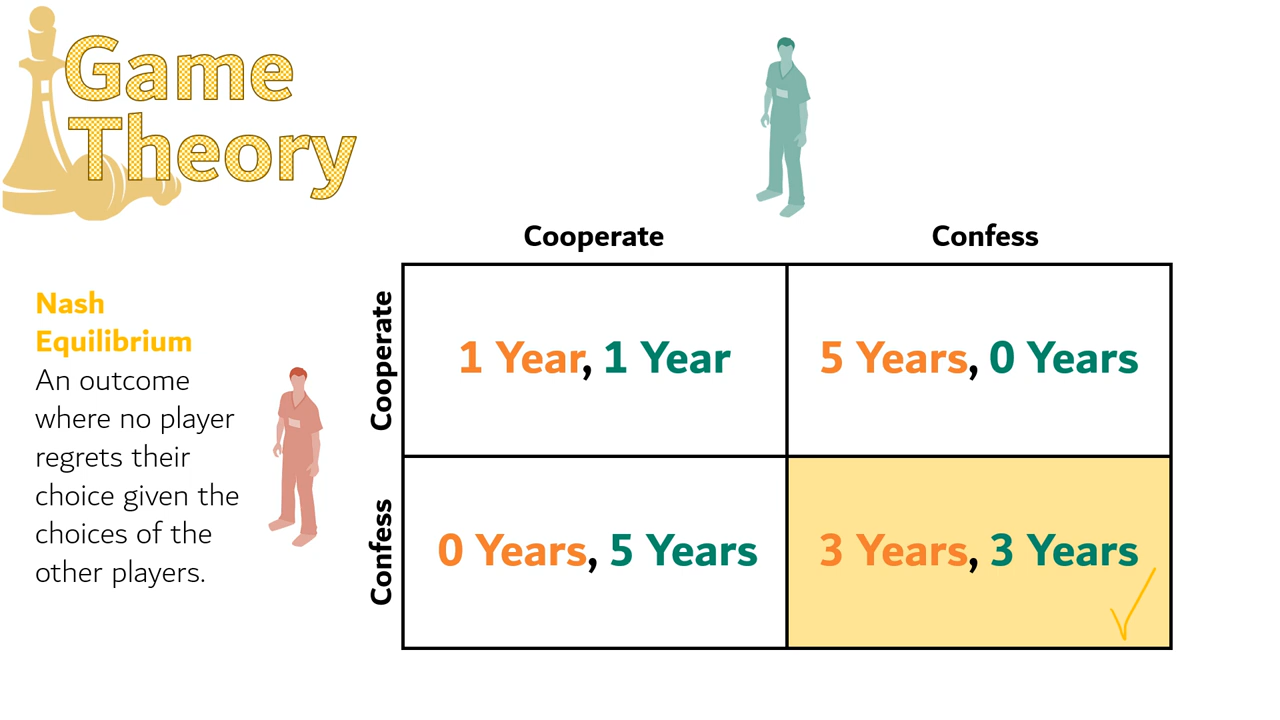 Game
Theory
Nash
Equilibrium
An outcome
where no player
regrets their
choice given the
choices of the
other players.
Cooperate Confess
Cooperate
1 Year, 1 Year 5 Years, 0 Years
Confess
0 Years, 5 Years 3 Years, 3 Years